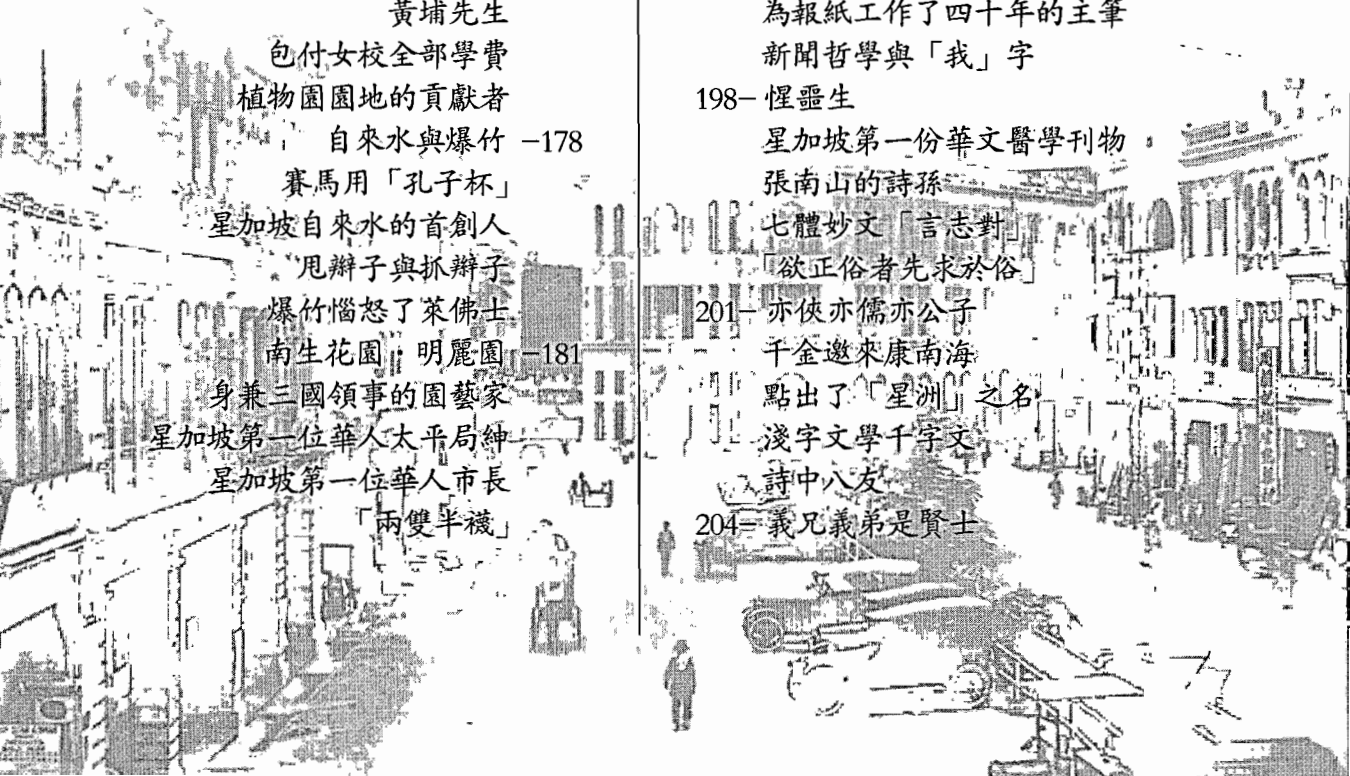 黃埔先生
包付女校全部學費
植物園園地的貢獻者
自來水與爆竹 –178
賽馬用「孔子杯」
星加坡自來水的首創人
甩辮子與抓辮子
爆竹惱怒了萊佛士
南生花園·明麗園 –181
身兼三國領事的園藝家
星加坡第一位華人太平局紳
星加坡第一位華人市長
「兩雙半襪」
為報紙工作了四十年的主筆
新聞哲學與「我」字
198– 惺噩生
星加坡第一份華文醫學刊物
張南山的詩孫
七體妙文「言志對」
「欲正俗者先求於俗」
201– 亦俠亦儒亦公子
千金邀來康南海
點出了「星洲」之名
淺字文學千字文
詩中八友
204– 義兄義弟是賢士